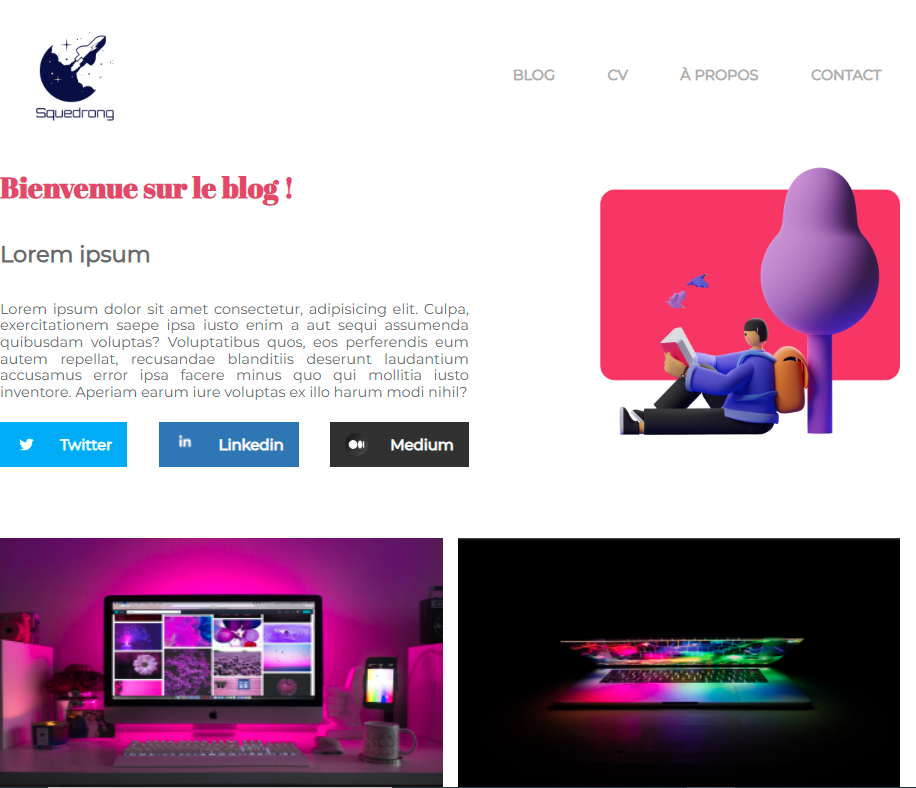 Squedrong
BLOG CV À PROPOS CONTACT
Bienvenue sur le blog !
Lorem ipsum
Lorem ipsum dolor sit amet consectetur, adipisicing elit. Culpa,
exercitationem saepe ipsa iusto enim a aut sequi assumenda
quibusdam voluptas? Voluptatibus quos, eos perferendis eum
autem repellat, recusandae blanditiis deserunt laudantium
accusamus error ipsa facere minus quo qui mollitia iusto
inventore. Aperiam earum iure voluptas ex illo harum modi nihil?
Twitter Linkedin Medium